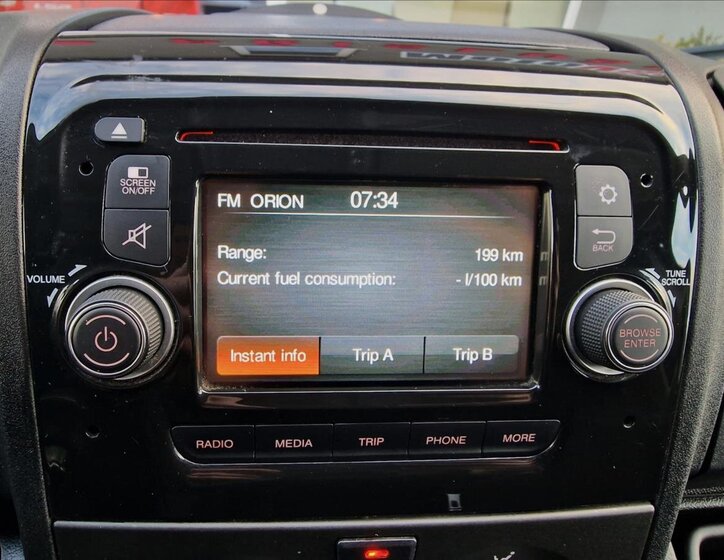 FM ORION 07:34
SCREEN
ON/OFF
BACK
Range: 199 km
Current fuel consumption: - l/100 km
VOLUME
TUNE
SCROLL
BROWSE
ENTER
Instant info Trip A Trip B
RADIO MEDIA TRIP PHONE MORE